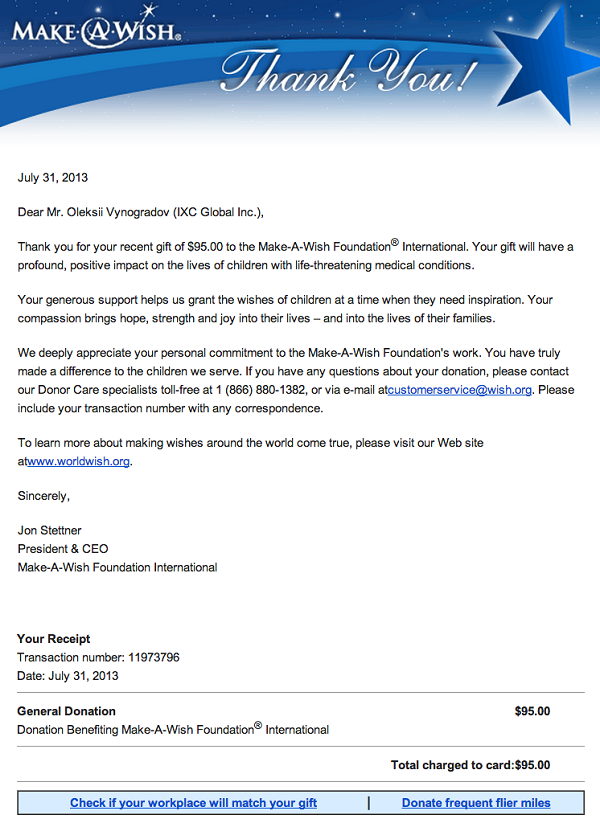 MAKE-A-WISH®
Thank You!
July 31, 2013
Dear Mr. Oleksii Vynogradov (IXC Global Inc.),
Thank you for your recent gift of $95.00 to the Make-A-Wish Foundation® International. Your gift will have a
profound, positive impact on the lives of children with life-threatening medical conditions.
Your generous support helps us grant the wishes of children at a time when they need inspiration. Your
compassion brings hope, strength and joy into their lives – and into the lives of their families.
We deeply appreciate your personal commitment to the Make-A-Wish Foundation's work. You have truly
made a difference to the children we serve. If you have any questions about your donation, please contact
our Donor Care specialists toll-free at 1 (866) 880-1382, or via e-mail atcustomerservice@wish.org. Please
include your transaction number with any correspondence.
To learn more about making wishes around the world come true, please visit our Web site
atwww.worldwish.org.
Sincerely,
Jon Stettner
President & CEO
Make-A-Wish Foundation International
Your Receipt
Transaction number: 11973796
Date: July 31, 2013
General Donation $95.00
Donation Benefiting Make-A-Wish Foundation® International
Total charged to card:$95.00
Check if your workplace will match your gift | Donate frequent flier miles